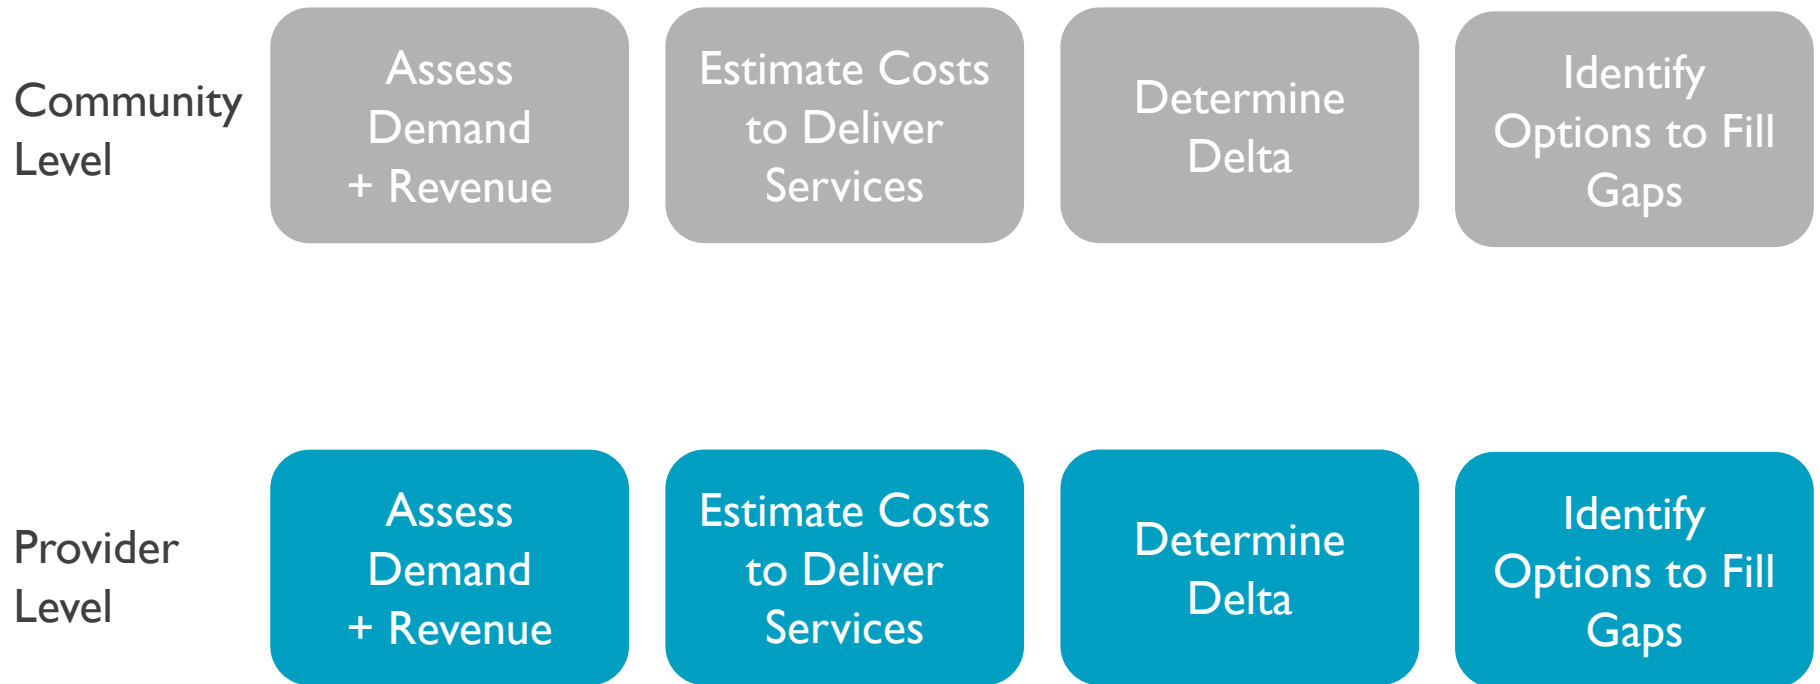 Community
Level
Assess
Demand
+ Revenue
Estimate Costs
to Deliver
Services
Determine
Delta
Identify
Options to Fill
Gaps
Provider
Level
Assess
Demand
+ Revenue
Estimate Costs
to Deliver
Services
Determine
Delta
Identify
Options to Fill
Gaps